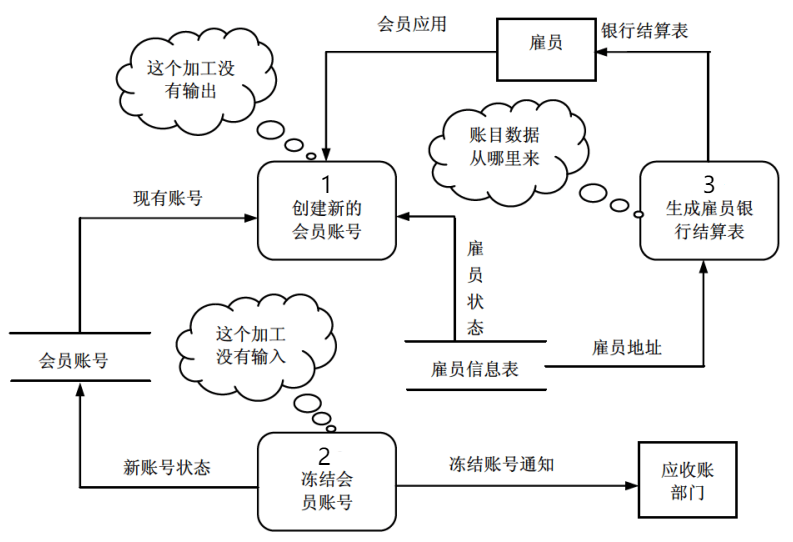 会员应用
雇员
银行结算表
这个加工没
有输出
账目数据
从哪里来
1
创建新的
会员账号
3
生成雇员银
行结算表
现有账号
雇
员
状
态
这个加工
没有输入
会员账号
雇员信息表
雇员地址
2
冻结会
员账号
新账号状态
冻结账号通知
应收账
部门